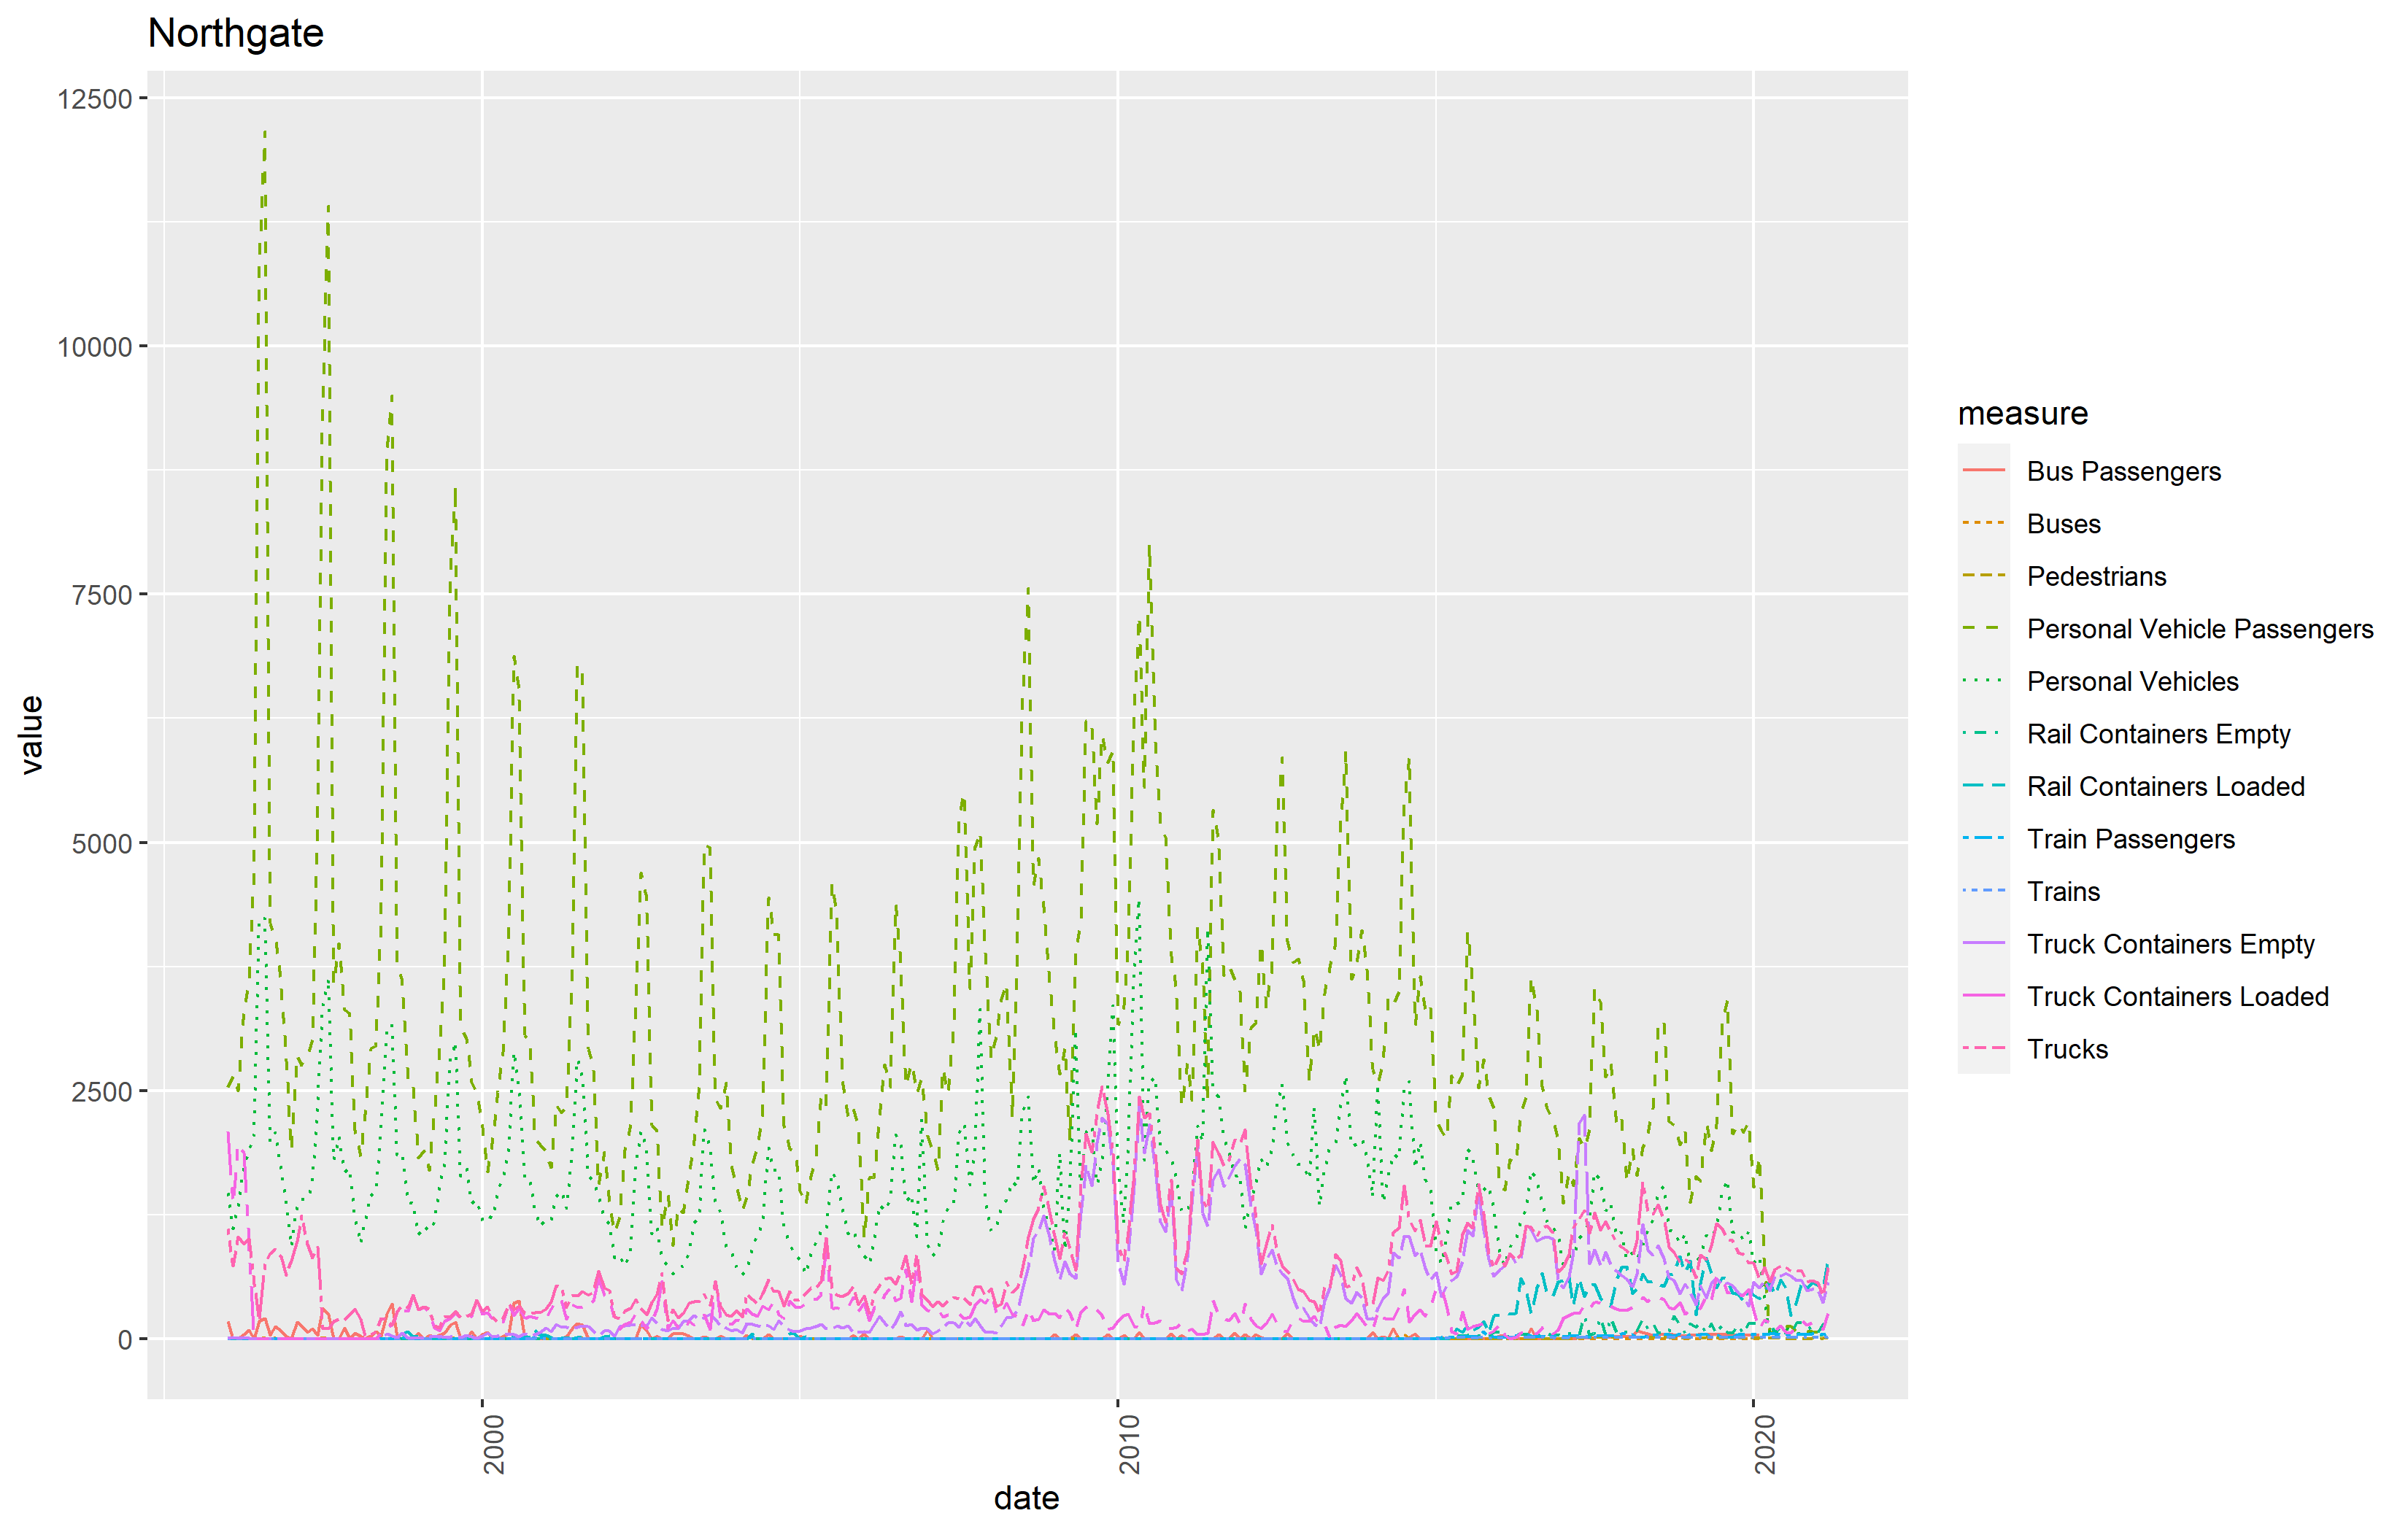 Northgate
12500
10000
7500
5000
2500
0
value
2000
2010
2020
date
measure
Bus Passengers
Buses
Pedestrians
Personal Vehicle Passengers
Personal Vehicles
Rail Containers Empty
Rail Containers Loaded
Train Passengers
Trains
Truck Containers Empty
Truck Containers Loaded
Trucks